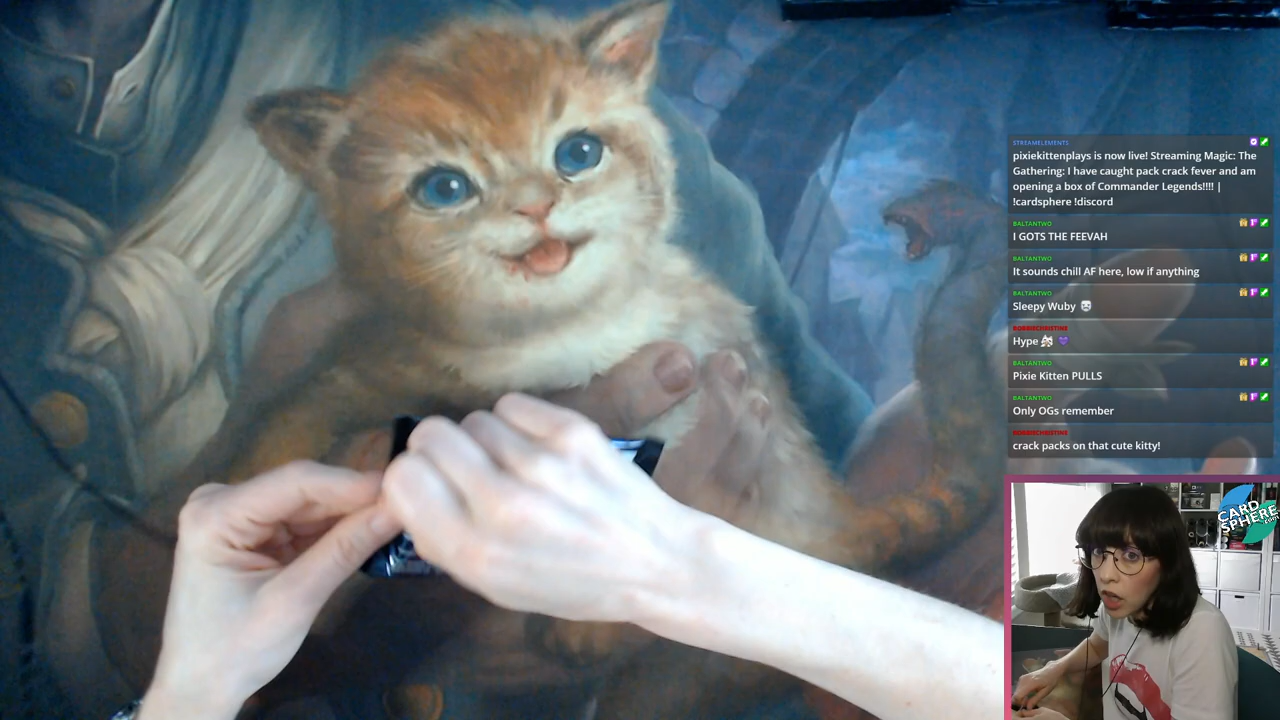 STREAMELEMENTS
pixiekittenplays is now live! Streaming Magic: The
Gathering: I have caught pack crack fever and am
opening a box of Commander Legends!!!! |
!cardsphere !discord
BALTANTWO
I GOTS THE FEEVAH
BALTANTWO
It sounds chill AF here, low if anything
BALTANTWO
Sleepy Wuby
ROBBIECHRISTINE
Hype
BALTANTWO
Pixie Kitten PULLS
BALTANTWO
Only OGs remember
ROBBIECHRISTINE
crack packs on that cute kitty!
CARD
SPHERE
.com